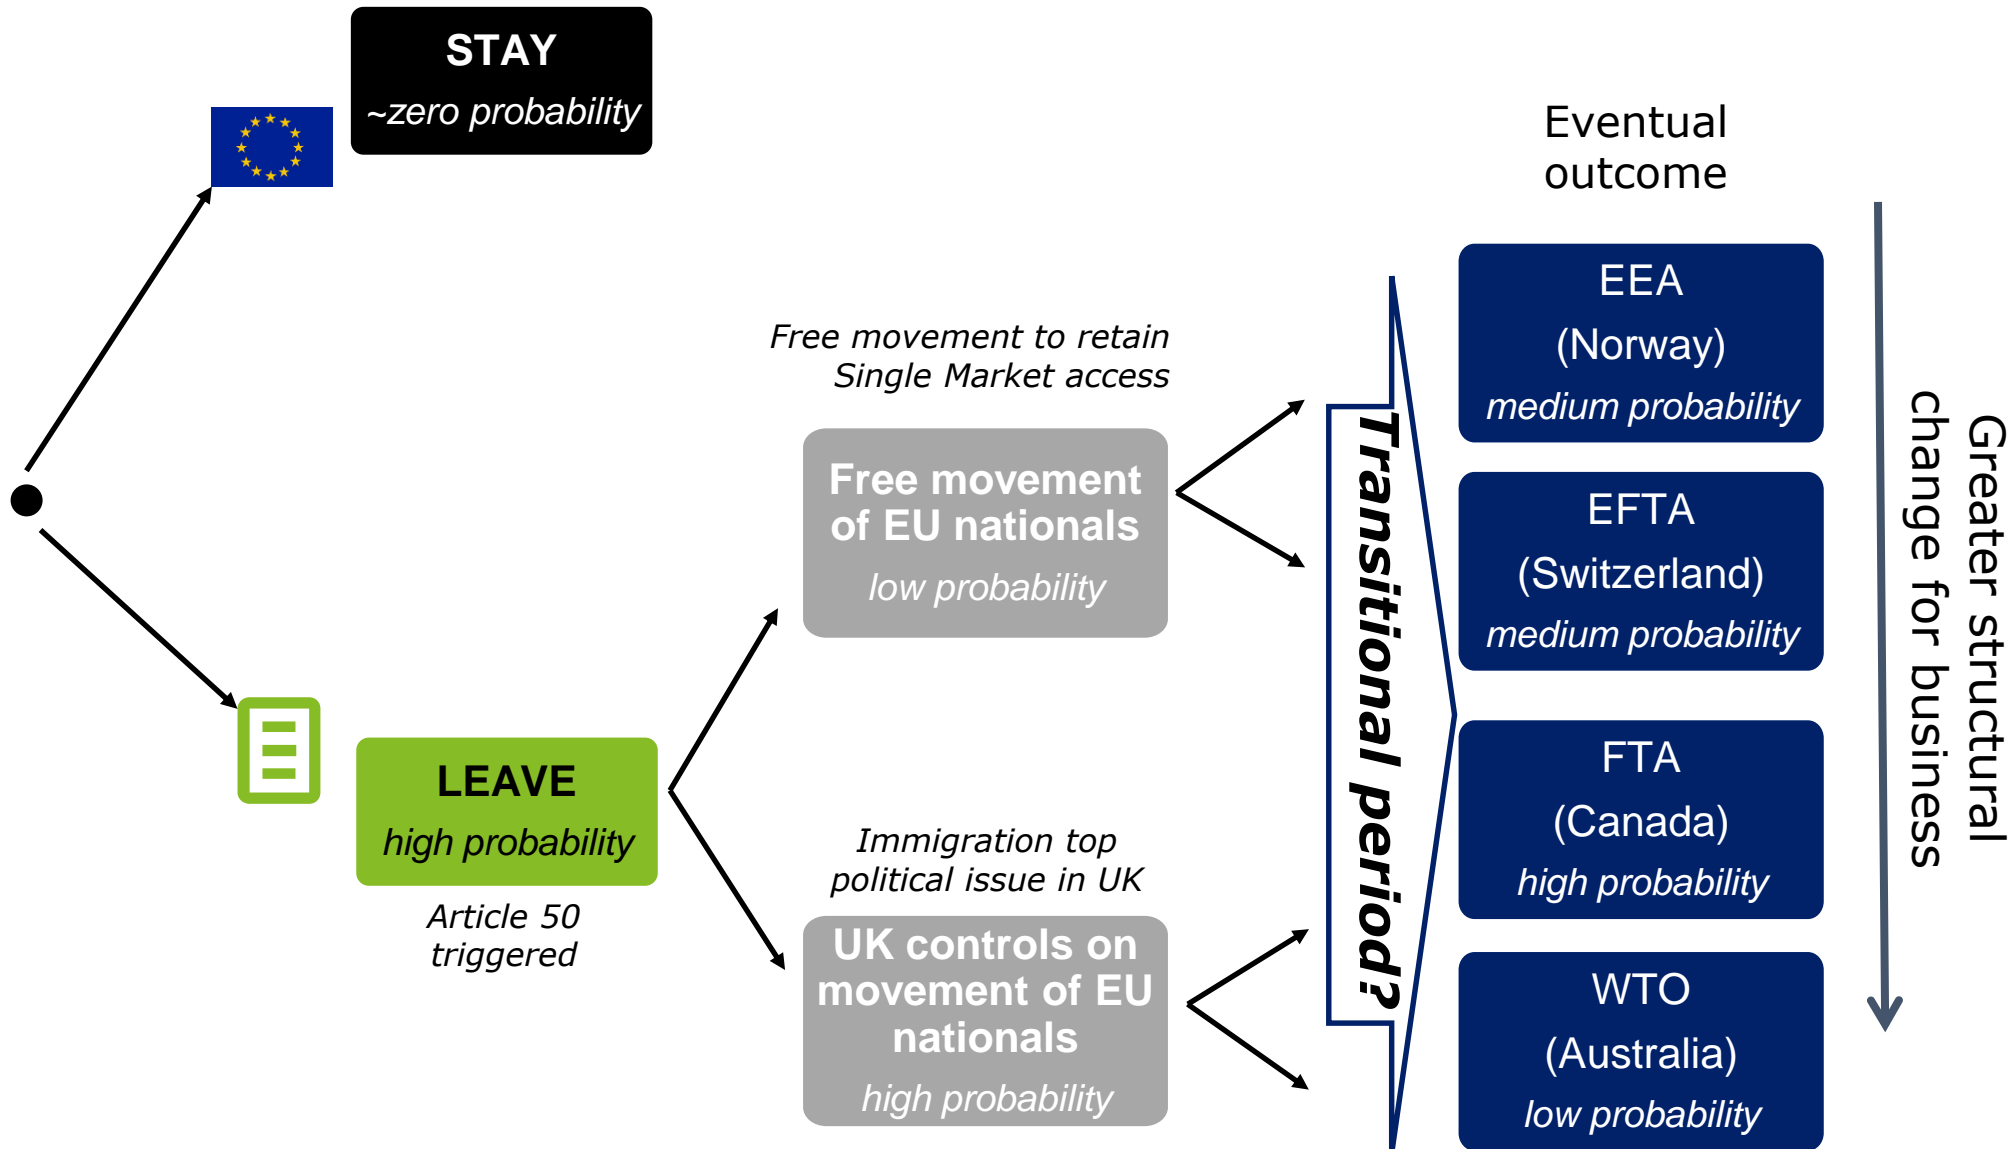 STAY
~zero probability
Eventual
outcome
EEA
(Norway)
medium probability
Free movement to retain
Single Market access
Free movement
of EU nationals
low probability
EFTA
(Switzerland)
medium probability
Transitional period?
Greater structural
change for business
LEAVE
high probability
Article 50
triggered
Immigration top
political issue in UK
UK controls on
movement of EU
nationals
high probability
FTA
(Canada)
high probability
WTO
(Australia)
low probability